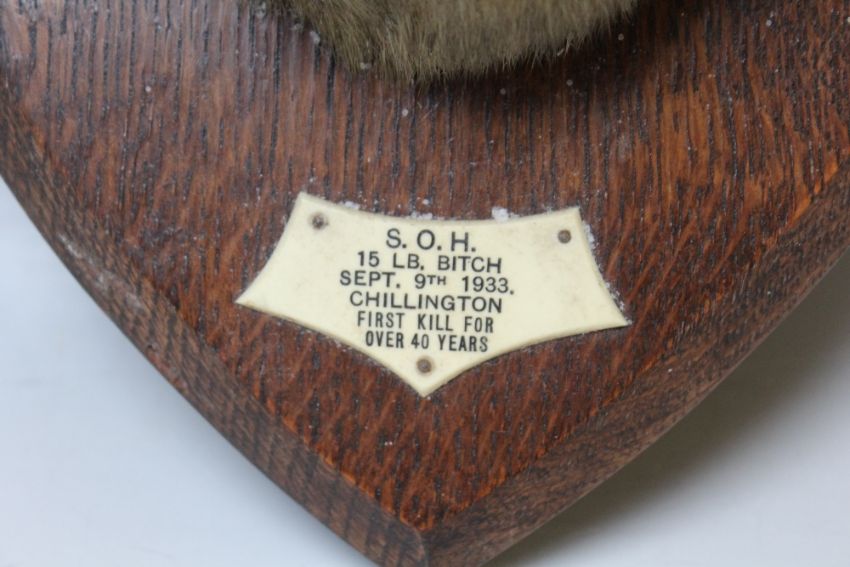 S. O. H.
15 LB. BITCH
SEPT. 9TH 1933.
CHILLINGTON
FIRST KILL FOR
OVER 40 YEARS